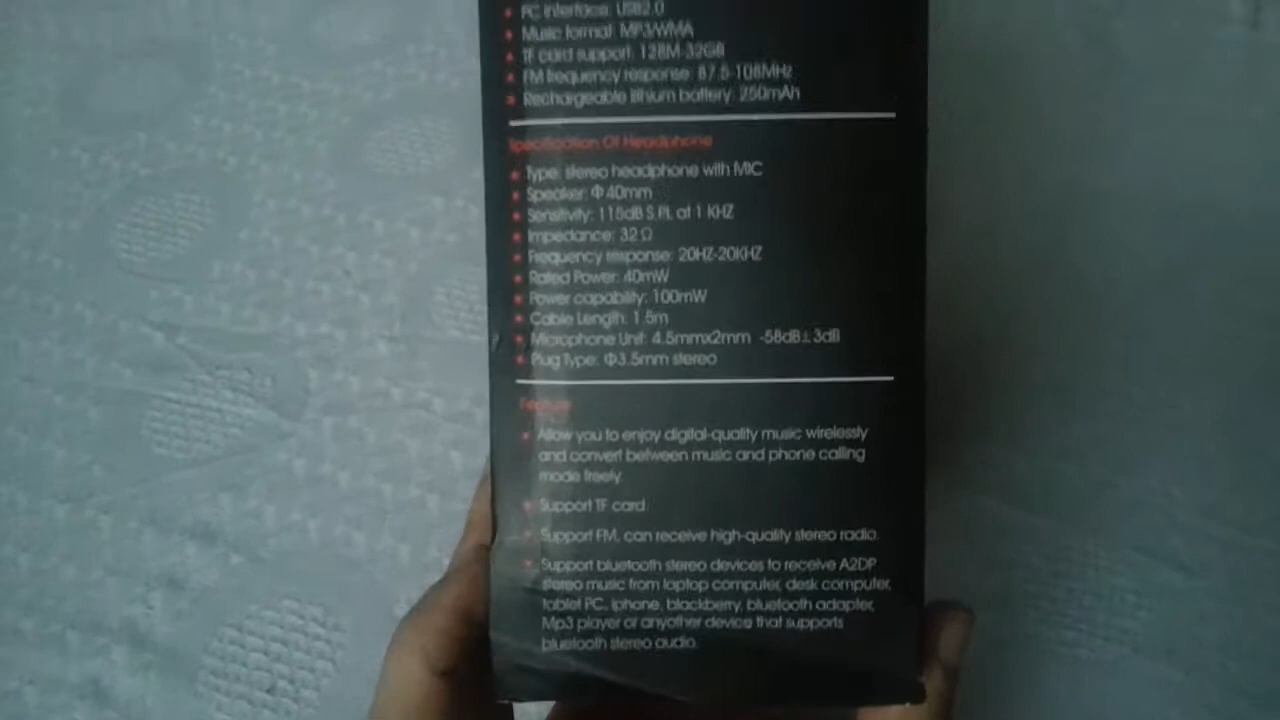 PC interface: USB2.0
Music format: MP3/WMA
TF card support: 128M-32GB
FM frequency response: 87.5-108MHz
Rechargeable lithium battery: 250mAh
Specification Of Headphone
Type: stereo headphone with MIC
Speaker: Φ40mm
Sensitivity: 115dB S.P.L at 1 KHZ
Impedance: 32Ω
Frequency response: 20HZ-20KHZ
Rated Power: 40mW
Power capability: 100mW
Cable Length: 1.5m
Microphone Unit: 4.5mmx2mm -58dB±3dB
Plug Type: Φ3.5mm stereo
Feature
Allow you to enjoy digital-quality music wirelessly
and convert between music and phone calling
mode freely.
Support TF card.
Support FM, can receive high-quality stereo radio.
Support bluetooth stereo devices to receive A2DP
stereo music from laptop computer, desk computer,
tablet PC, iphone, blackberry, bluetooth adapter,
Mp3 player or anyother device that supports
bluetooth stereo audio.